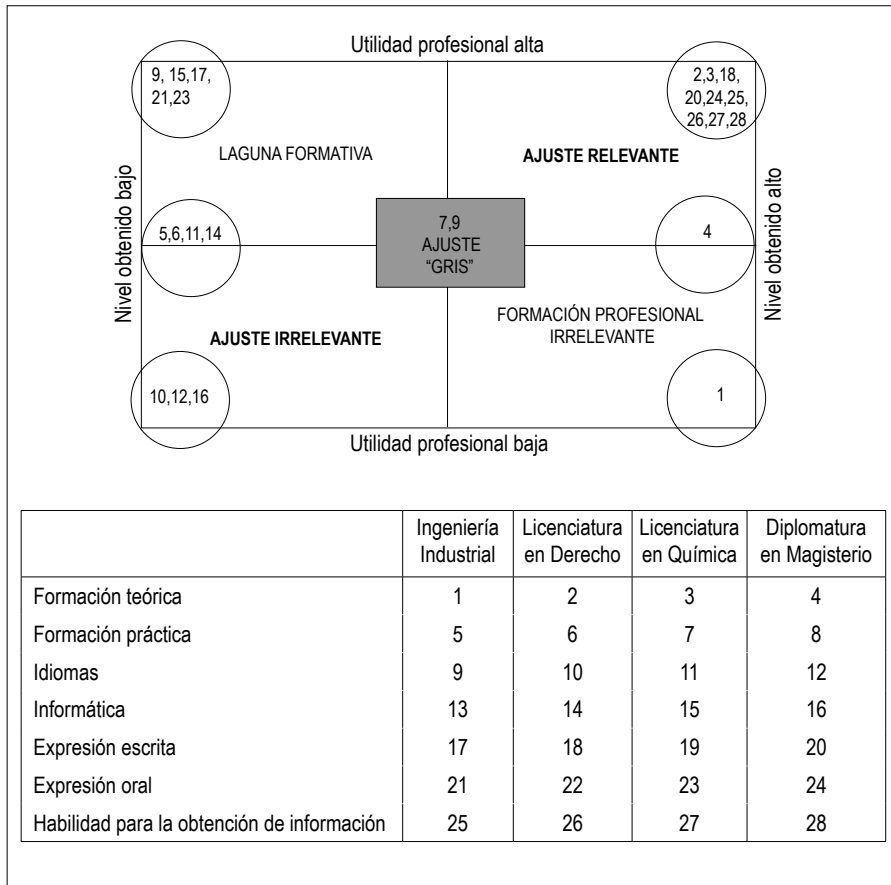 Utilidad profesional alta
9, 15,17,
21,23
2,3,18,
20,24,25,
26,27,28
LAGUNA FORMATIVA
AJUSTE RELEVANTE
Nivel obtenido bajo
Nivel obtenido alto
5,6,11,14
7,9
AJUSTE
“GRIS”
4
AJUSTE IRRELEVANTE
FORMACIÓN PROFESIONAL
IRRELEVANTE
10,12,16
1
Utilidad profesional baja
Ingeniería Industrial Licenciatura en Derecho Licenciatura en Química Diplomatura en Magisterio
Formación teórica 1 2 3 4
Formación práctica 5 6 7 8
Idiomas 9 10 11 12
Informática 13 14 15 16
Expresión escrita 17 18 19 20
Expresión oral 21 22 23 24
Habilidad para la obtención de información 25 26 27 28